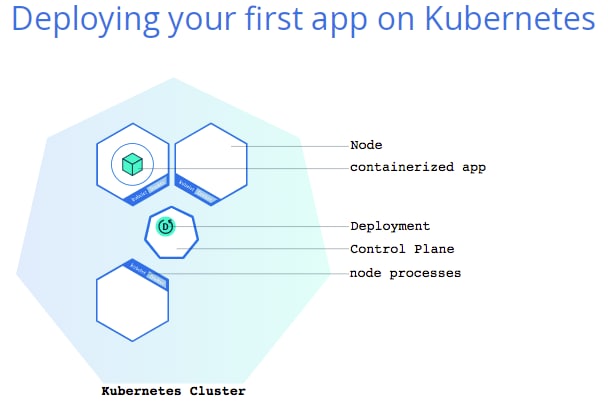 Deploying your first app on Kubernetes
Node
containerized app
Deployment
D
Control Plane
node processes
Kubernetes Cluster